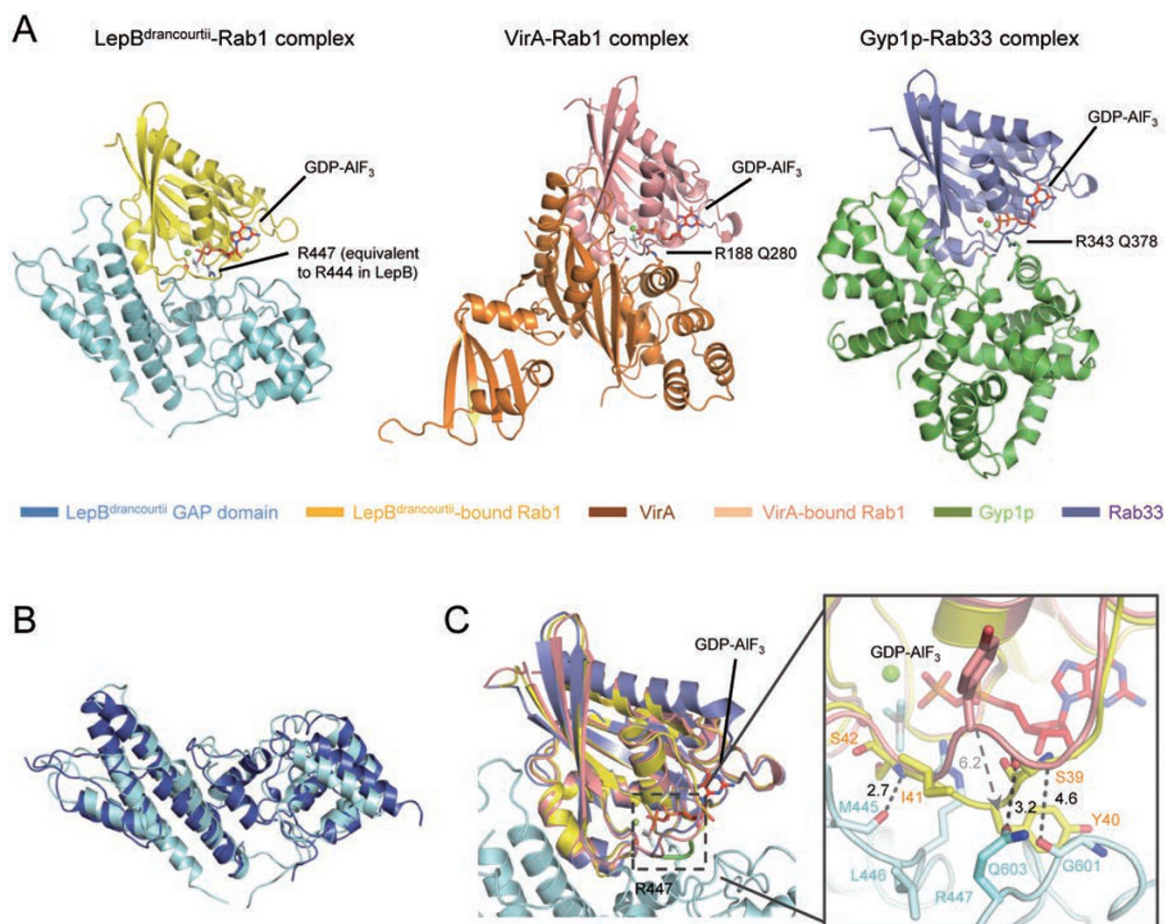 A
LepBdrancourtii-Rab1 complex
VirA-Rab1 complex
Gyp1p-Rab33 complex
GDP-AlF3
R447 (equivalent
to R444 in LepB)
GDP-AlF3
R188 Q280
GDP-AlF3
R343 Q378
LepBdrancourtii GAP domain
LepBdrancourtii-bound Rab1
VirA
VirA-bound Rab1
Gyp1p
Rab33
B
C
GDP-AlF3
R447
GDP-AlF3
S42
6.2
S39
2.7
I41
3.2
4.6
M445
Y40
L446
Q603
G601
R447